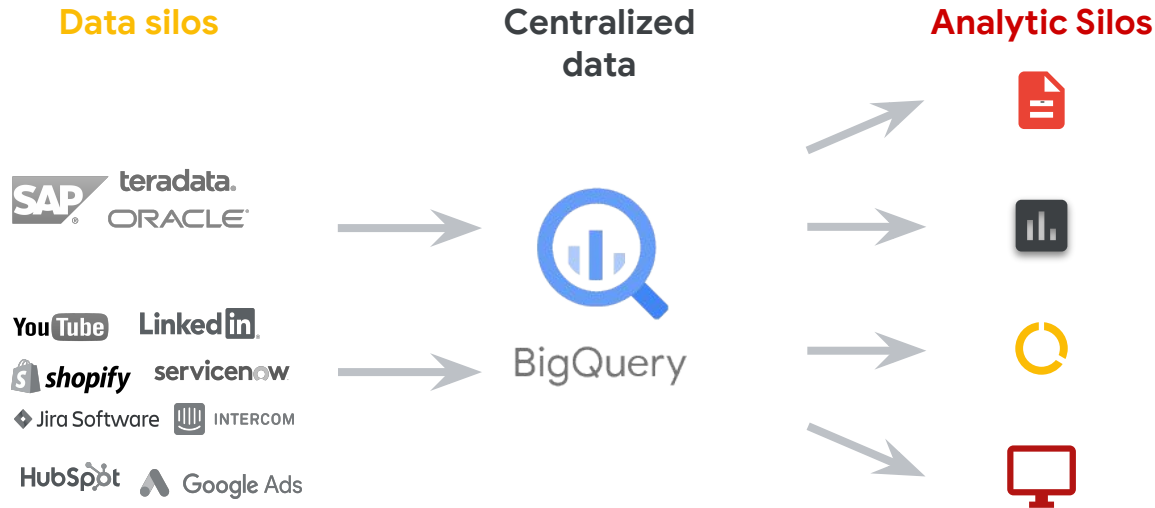 Data silos
Centralized
data
Analytic Silos
SAP®
teradata.
ORACLE®
YouTube
LinkedIn®
shopify
servicenow
Jira Software
INTERCOM
HubSpot
Google Ads
BigQuery